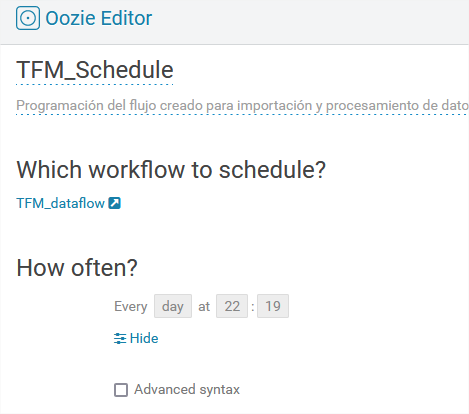 Oozie Editor
TFM_Schedule
Programación del flujo creado para importación y procesamiento de dato
Which workflow to schedule?
TFM_dataflow
How often?
Every day at 22 : 19
Hide
Advanced syntax